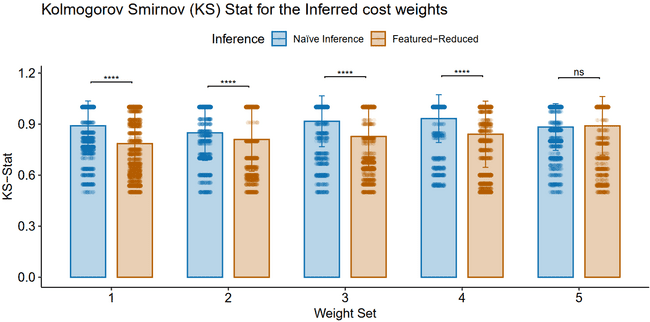 Kolmogorov Smirnov (KS) Stat for the Inferred cost weights
Inference Naïve Inference Featured−Reduced
KS−Stat
1.2
0.9
0.6
0.3
0.0
**** **** **** **** ns
1 2 3 4 5
Weight Set